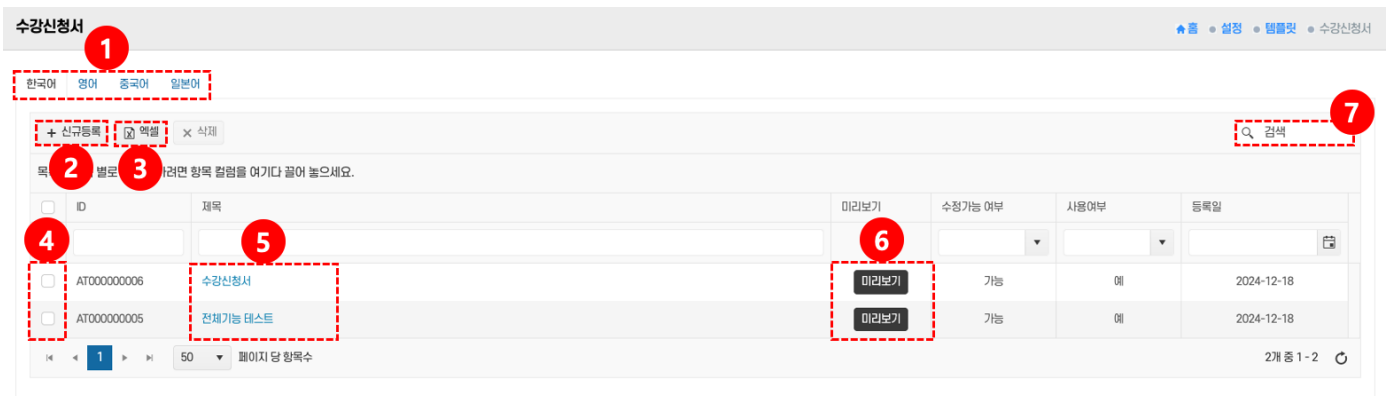 수강신청서
홈 설정 템플릿 수강신청서
1
한국어 영어 중국어 일본어
7
+ 신규등록 엑셀 × 삭제 검색
2 3
목 별로 려면 항목 컬럼을 여기다 끌어 놓으세요.
ID 제목 미리보기 수정가능 여부 사용여부 등록일
4 5 6
AT000000006 수강신청서 미리보기 가능 예 2024-12-18
AT000000005 전체기능 테스트 미리보기 가능 예 2024-12-18
1 50 페이지 당 항목수 2개 중 1 - 2